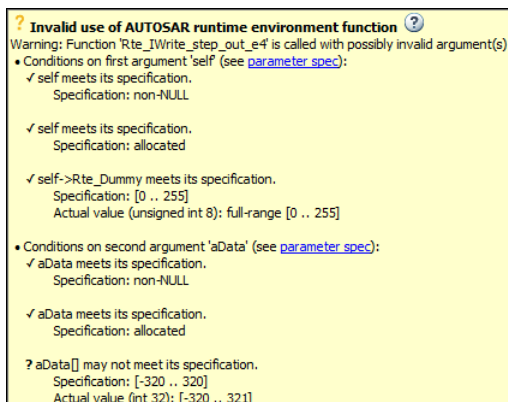 ? Invalid use of AUTOSAR runtime environment function ?
Warning: Function 'Rte_IWrite_step_out_e4' is called with possibly invalid argument(s)
• Conditions on first argument 'self' (see parameter spec):
✓ self meets its specification.
Specification: non-NULL
✓ self meets its specification.
Specification: allocated
✓ self->Rte_Dummy meets its specification.
Specification: [0 .. 255]
Actual value (unsigned int 8): full-range [0 .. 255]
• Conditions on second argument 'aData' (see parameter spec):
✓ aData meets its specification.
Specification: non-NULL
✓ aData meets its specification.
Specification: allocated
? aData[] may not meet its specification.
Specification: [-320 .. 320]
Actual value (int 32): [-320 .. 321]